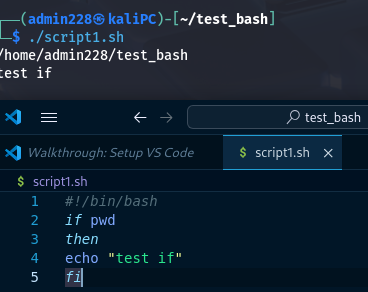 (admin228㉿kaliPC)-[~/test_bash]
$ ./script1.sh
/home/admin228/test_bash
test if
test_bash
Walkthrough: Setup VS Code
$ script1.sh ×
$ script1.sh
1 #!/bin/bash
2 if pwd
3 then
4 echo "test if"
5 fi